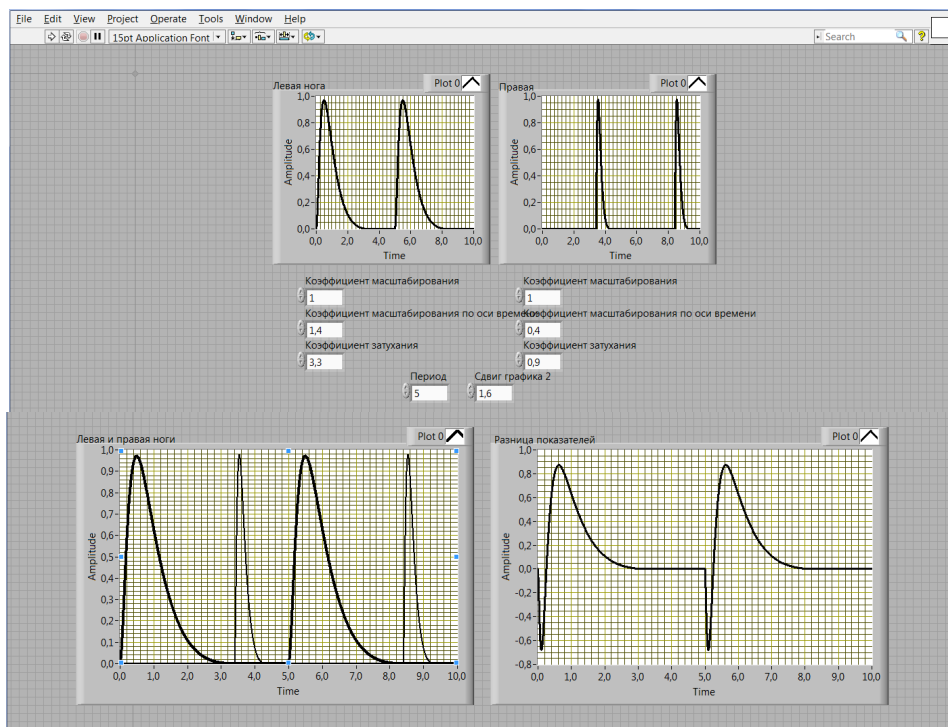 File Edit View Project Operate Tools Window Help
15pt Application Font Search ?
Левая нога Plot 0
1,0
0,8
0,6
0,4
0,2
0,0
Amplitude
0,0 2,0 4,0 6,0 8,0 10,0
Time
Правая Plot 0
1,0
0,8
0,6
0,4
0,2
0,0
Amplitude
0,0 2,0 4,0 6,0 8,0 10,0
Time
Коэффициент масштабирования
1
Коэффициент масштабирования по оси времени
1,4
Коэффициент затухания
3,3
Коэффициент масштабирования
1
Коэффициент масштабирования по оси времени
0,4
Коэффициент затухания
0,9
Период
5
Сдвиг графика 2
1,6
Левая и правая ноги Plot 0
1,0
0,9
0,8
0,7
0,6
0,5
0,4
0,3
0,2
0,1
0,0
Amplitude
0,0 1,0 2,0 3,0 4,0 5,0 6,0 7,0 8,0 9,0 10,0
Time
Разница показателей Plot 0
1,0
0,8
0,6
0,4
0,2
0,0
-0,2
-0,4
-0,6
-0,8
Amplitude
0,0 1,0 2,0 3,0 4,0 5,0 6,0 7,0 8,0 9,0 10,0
Time